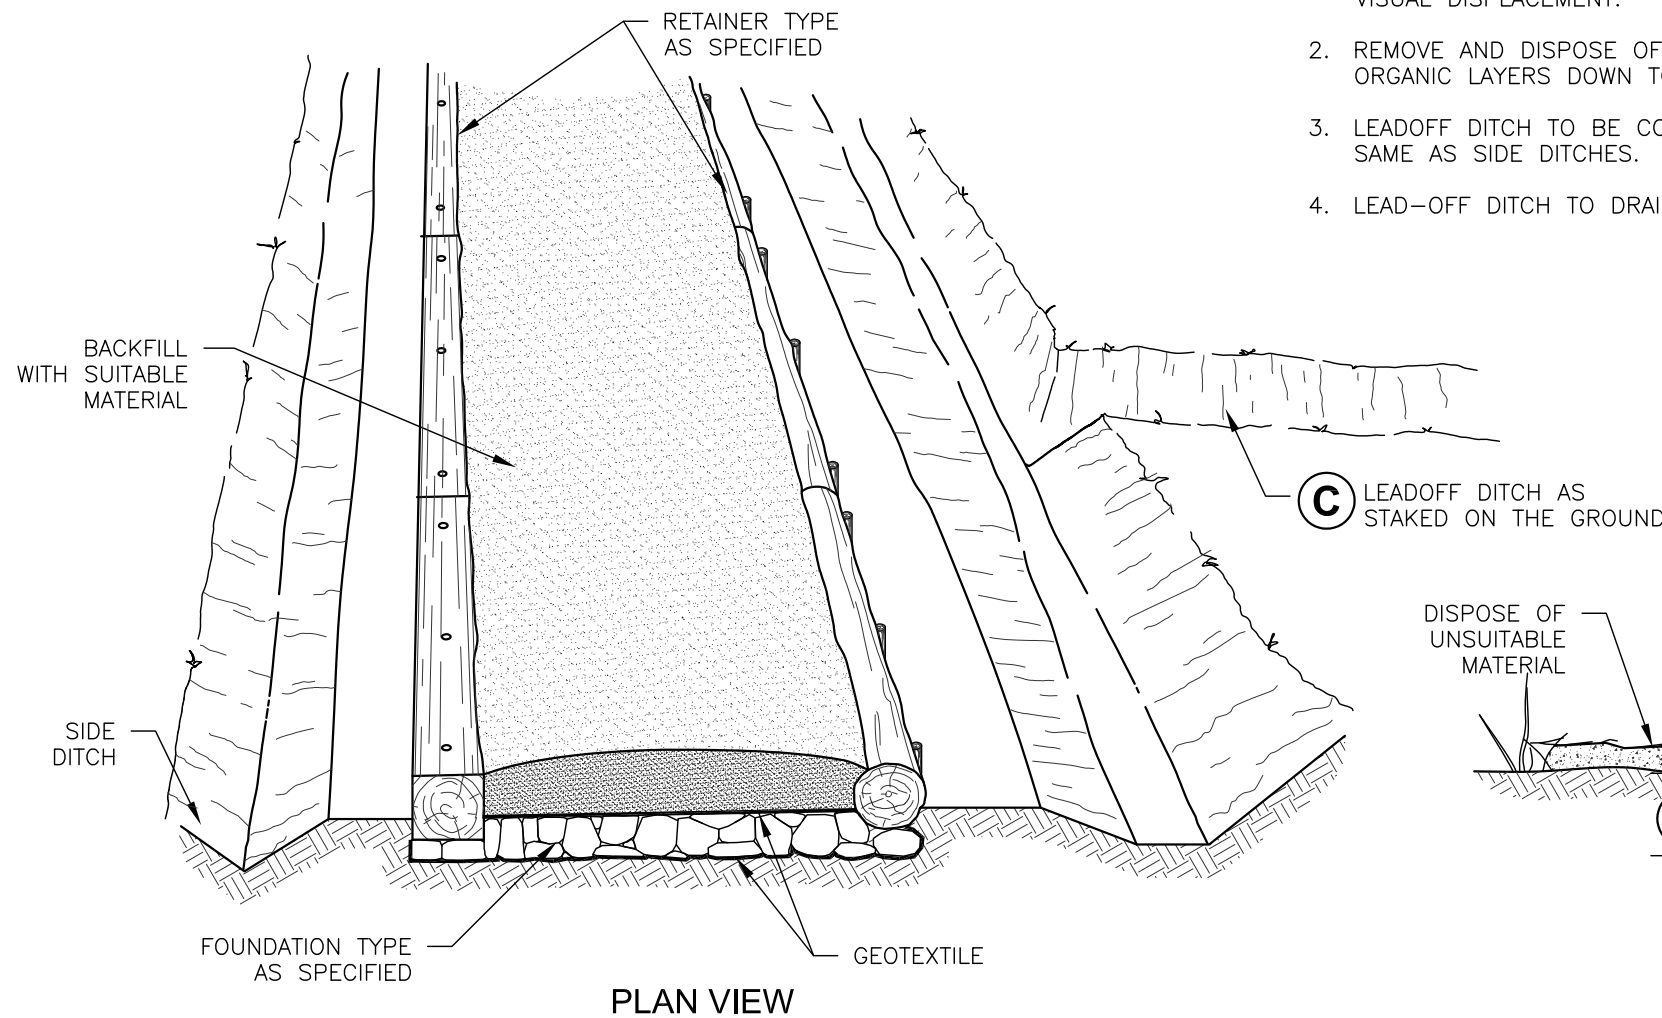 RETAINER TYPE
AS SPECIFIED
VISUAL DISPLACEMENT.
2. REMOVE AND DISPOSE OF
ORGANIC LAYERS DOWN
3. LEADOFF DITCH TO BE
SAME AS SIDE DITCHES.
4. LEAD-OFF DITCH TO
BACKFILL
WITH SUITABLE
MATERIAL
C LEADOFF DITCH AS
STAKED ON THE GROUND
DISPOSE OF
UNSUITABLE
MATERIAL
SIDE
DITCH
FOUNDATION TYPE
AS SPECIFIED
GEOTEXTILE
PLAN VIEW